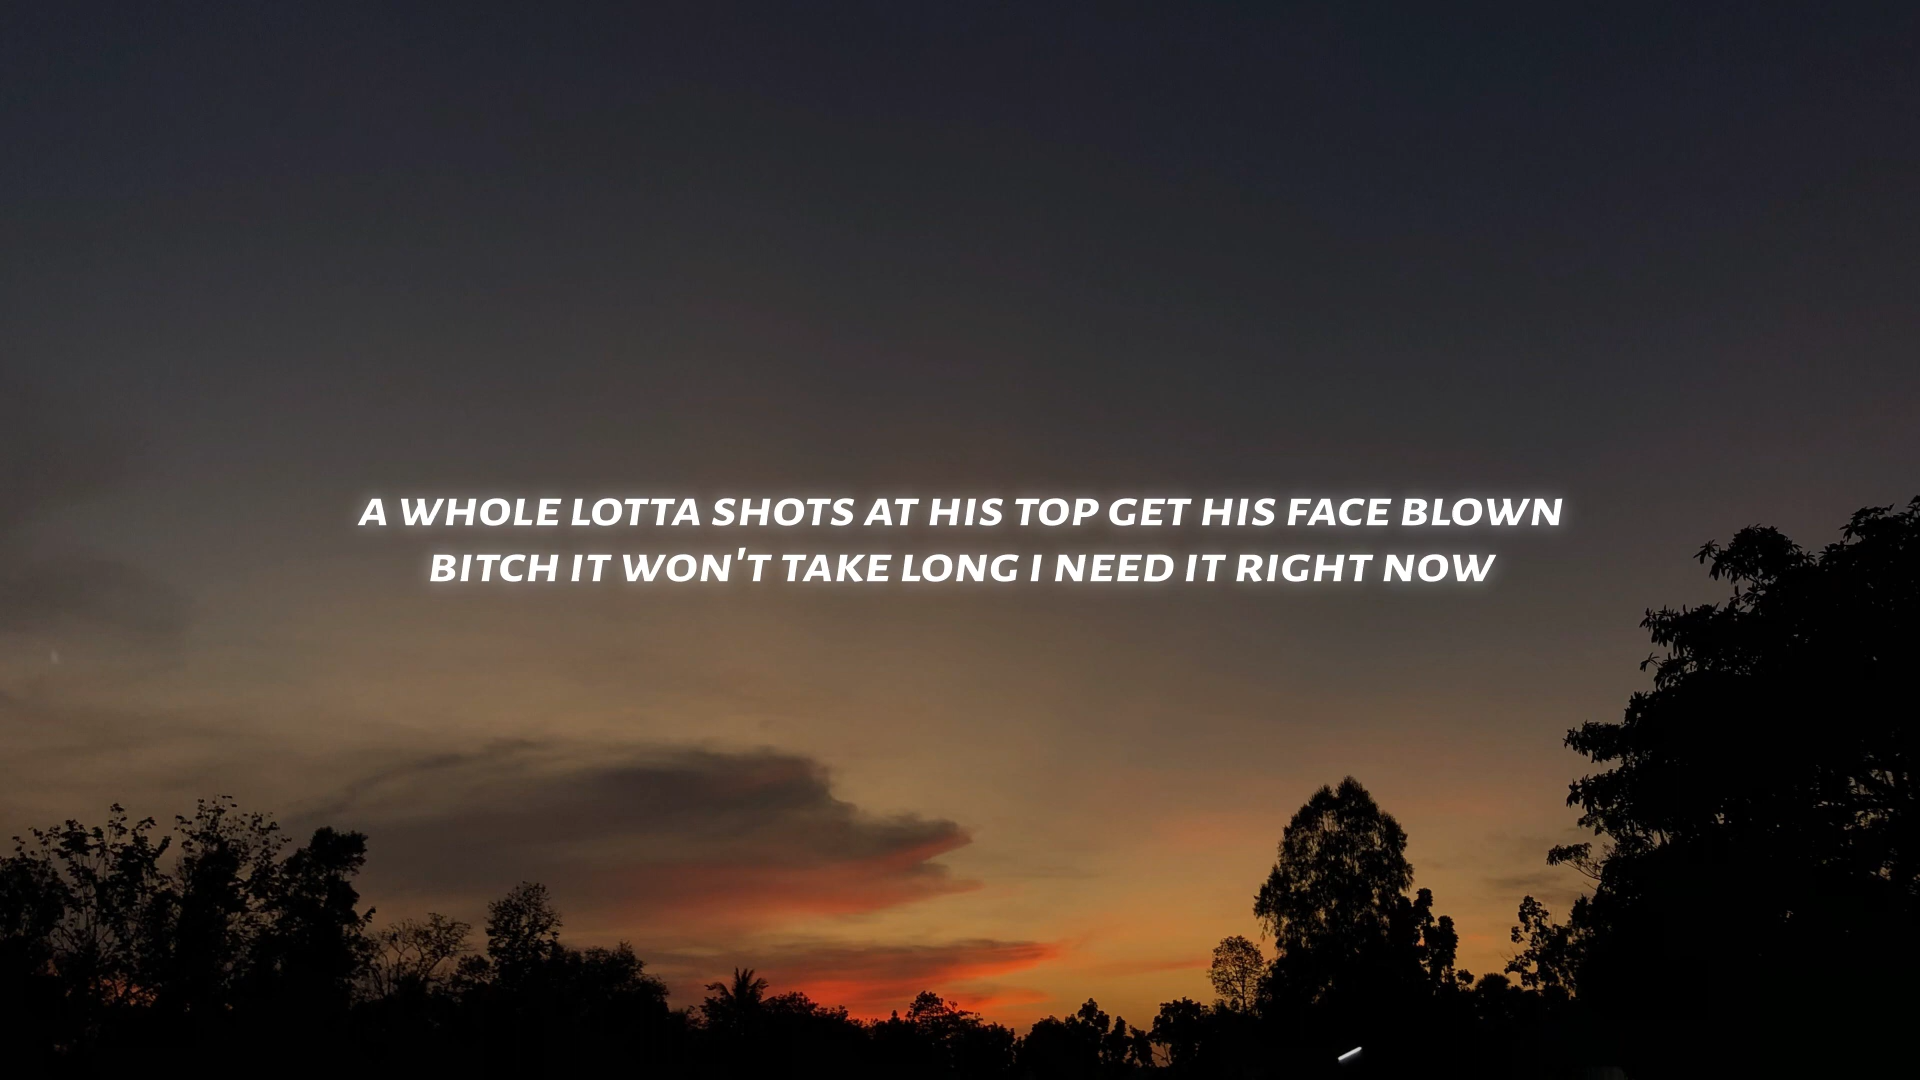 A WHOLE LOTTA SHOTS AT HIS TOP GET HIS FACE BLOWN
BITCH IT WON'T TAKE LONG I NEED IT RIGHT NOW